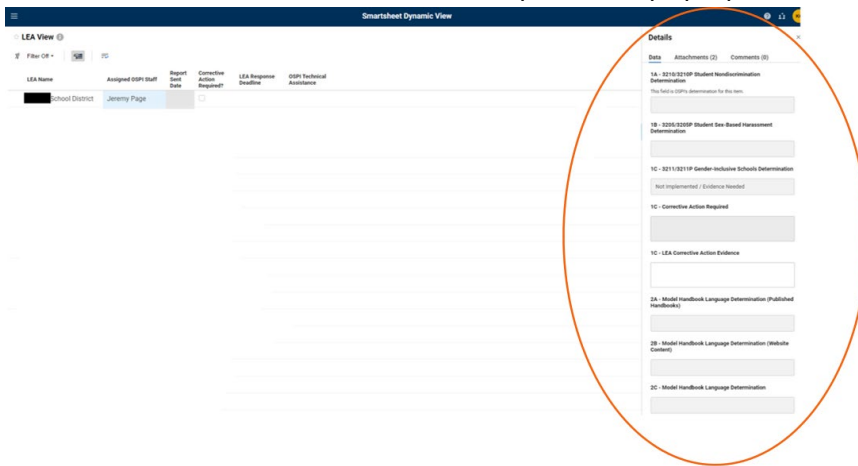 Smartsheet Dynamic View
LEA View
Filter Off
LEA Name
Assigned OSPI Staff
Report
Sent
Date
Corrective
Action
Required?
LEA Response
Deadline
OSPI Technical
Assistance
School District
Jeremy Page
Details
Data Attachments (2) Comments (0)
1A - 3210/3210P Student Nondiscrimination
Determination
This field is OSPI's determination for this item.
1B - 3205/3205P Student Sex-Based Harassment
Determination
1C - 3211/3211P Gender-Inclusive Schools Determination
Not Implemented / Evidence Needed
1C - Corrective Action Required
1C - LEA Corrective Action Evidence
2A - Model Handbook Language Determination (Published
Handbooks)
2B - Model Handbook Language Determination (Website
Content)
2C - Model Handbook Language Determination